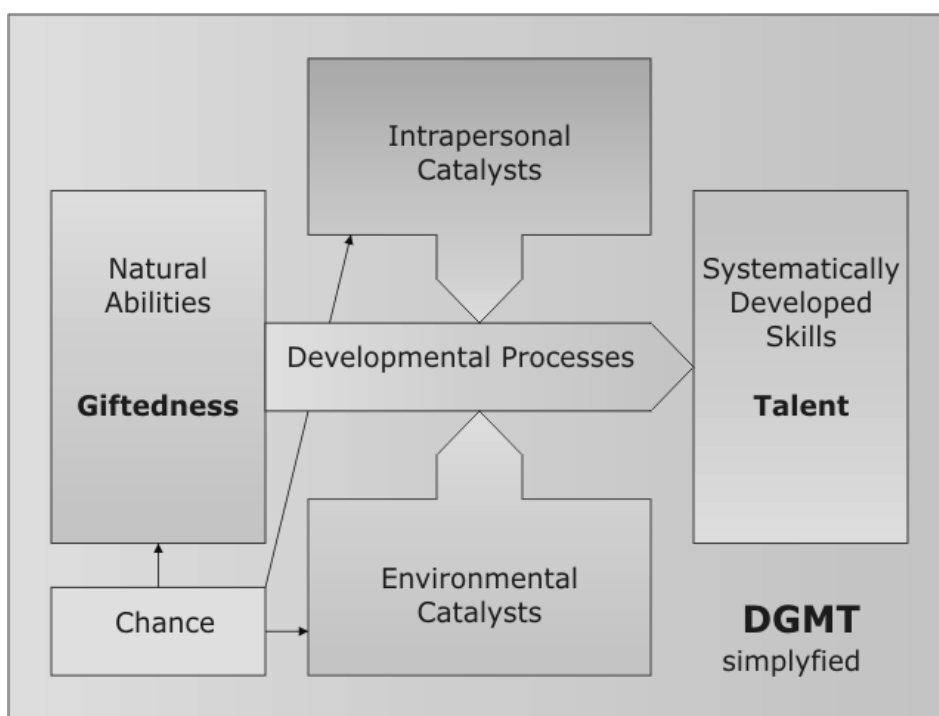 Intrapersonal
Catalysts
Natural
Abilities
Giftedness
Developmental Processes
Systematically
Developed
Skills
Talent
Chance
Environmental
Catalysts
DGMT
simplyfied